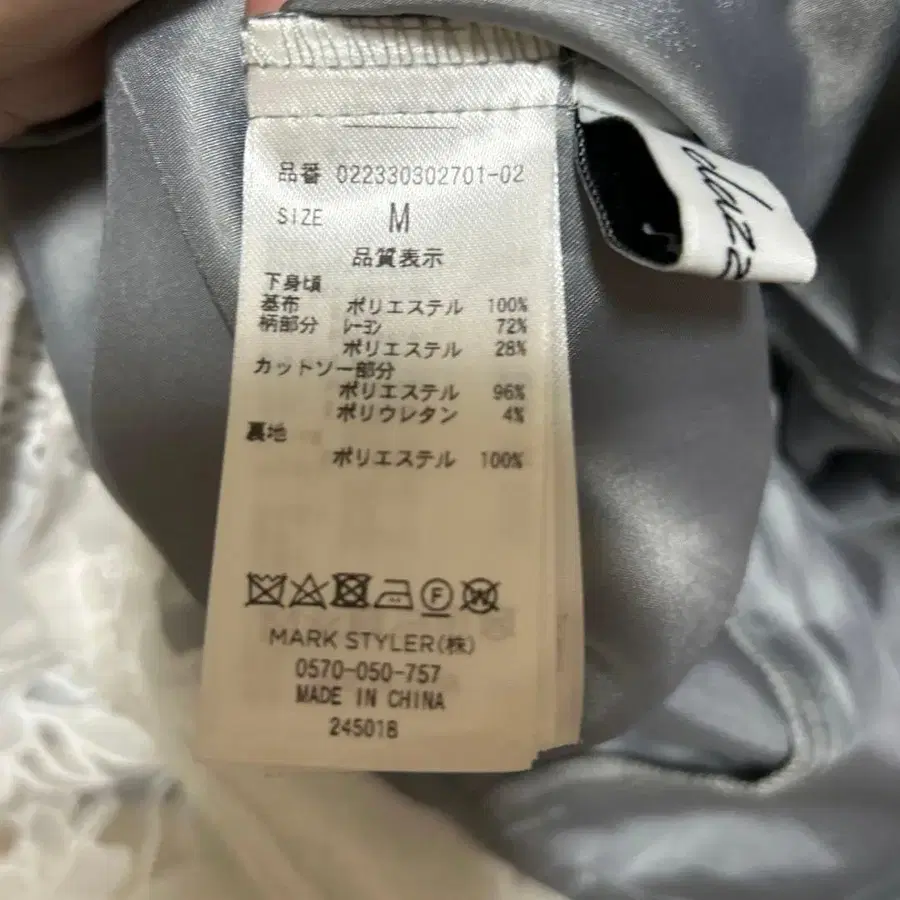 品番 022330302701-02
SIZE M
品質表示
下身頃
基布 ポリエステル 100%
柄部分 レーヨン 72%
ポリエステル 28%
カットソー部分
ポリエステル 96%
ポリウレタン 4%
裏地
ポリエステル 100%
F W
MARK STYLER(株)
0570-050-757
MADE IN CHINA
245018